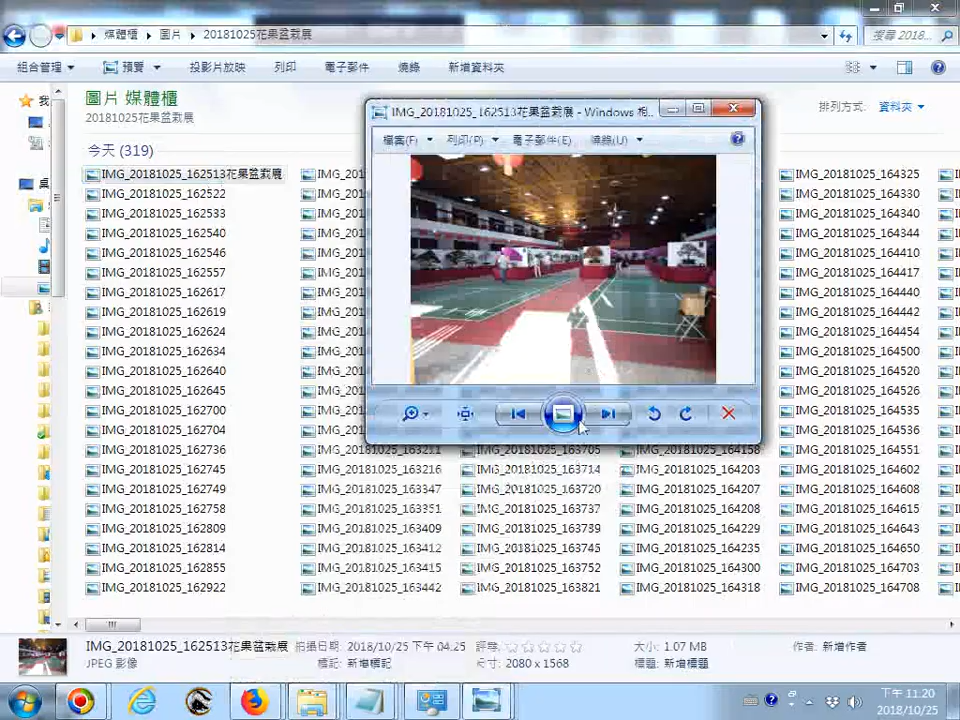 媒體櫃 ▸ 圖片 ▸ 20181025花果盆栽展
搜尋 2018...
組合管理 ▼ 預覽 ▼ 投影片放映 列印 電子郵件 燒錄 新增資料夾
圖片 媒體櫃
20181025花果盆栽展
排列方式: 資料夾 ▼
今天 (319)
IMG_20181025_162513花果盆栽展 - Windows 相...
檔案(F) 列印(P) 電子郵件(E) 燒錄(U)
IMG_20181025_162513花果盆栽展
IMG_20181025_162522
IMG_20181025_162533
IMG_20181025_162540
IMG_20181025_162546
IMG_20181025_162557
IMG_20181025_162617
IMG_20181025_162619
IMG_20181025_162624
IMG_20181025_162634
IMG_20181025_162640
IMG_20181025_162645
IMG_20181025_162700
IMG_20181025_162704
IMG_20181025_162736
IMG_20181025_162745
IMG_20181025_162749
IMG_20181025_162758
IMG_20181025_162809
IMG_20181025_162814
IMG_20181025_162855
IMG_20181025_162922
IMG_20181025_163216
IMG_20181025_163347
IMG_20181025_163351
IMG_20181025_163409
IMG_20181025_163412
IMG_20181025_163415
IMG_20181025_163442
IMG_20181025_163705
IMG_20181025_163714
IMG_20181025_163720
IMG_20181025_163737
IMG_20181025_163739
IMG_20181025_163745
IMG_20181025_163752
IMG_20181025_163821
IMG_20181025_164158
IMG_20181025_164203
IMG_20181025_164207
IMG_20181025_164208
IMG_20181025_164229
IMG_20181025_164235
IMG_20181025_164300
IMG_20181025_164318
IMG_20181025_164325
IMG_20181025_164330
IMG_20181025_164340
IMG_20181025_164344
IMG_20181025_164410
IMG_20181025_164417
IMG_20181025_164440
IMG_20181025_164442
IMG_20181025_164454
IMG_20181025_164500
IMG_20181025_164520
IMG_20181025_164526
IMG_20181025_164535
IMG_20181025_164536
IMG_20181025_164551
IMG_20181025_164602
IMG_20181025_164608
IMG_20181025_164615
IMG_20181025_164643
IMG_20181025_164650
IMG_20181025_164703
IMG_20181025_164708
IMG_20181025_162513花果盆栽展 拍攝日期: 2018/10/25 下午 04:25 評等: 大小: 1.07 MB 作者: 新增作者
JPEG 影像 標記: 新增標記 尺寸: 2080 x 1568 標題: 新增標題
下午 11:20
2018/10/25